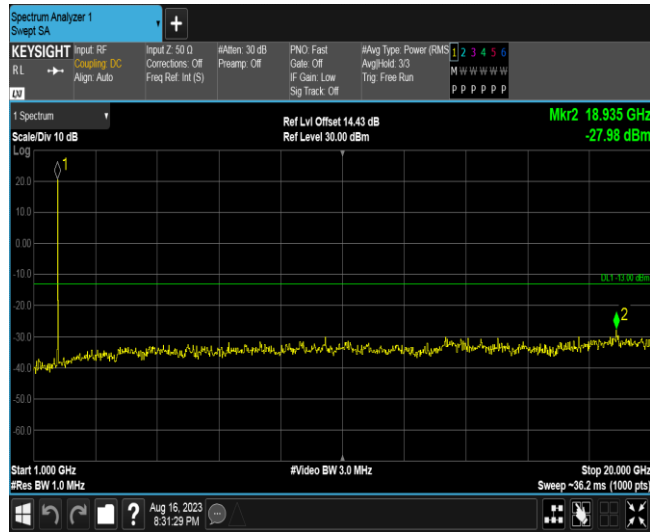 Spectrum Analyzer 1
Swept SA
+
KEYSIGHT Input: RF Input Z: 50 Ω #Atten: 30 dB PNO: Fast #Avg Type: Power (RMS 1 2 3 4 5 6
RL Coupling: DC Corrections: Off Preamp: Off Gate: Off Avg|Hold: 3/3 M W W W W W
Align: Auto Freq Ref: Int (S) IF Gain: Low Trig: Free Run
Sig Track: Off P P P P P P
LXI
1 Spectrum Ref Lvl Offset 14.43 dB Mkr2 18.935 GHz
Scale/Div 10 dB Ref Level 30.00 dBm -27.98 dBm
Log
1
20.0
10.0
0.00
-10.0
DL1 -13.00 dBm
-20.0
2
-30.0
-40.0
-50.0
-60.0
Start 1.000 GHz #Video BW 3.0 MHz Stop 20.000 GHz
#Res BW 1.0 MHz Sweep ~36.2 ms (1000 pts)
? Aug 16, 2023
8:31:29 PM